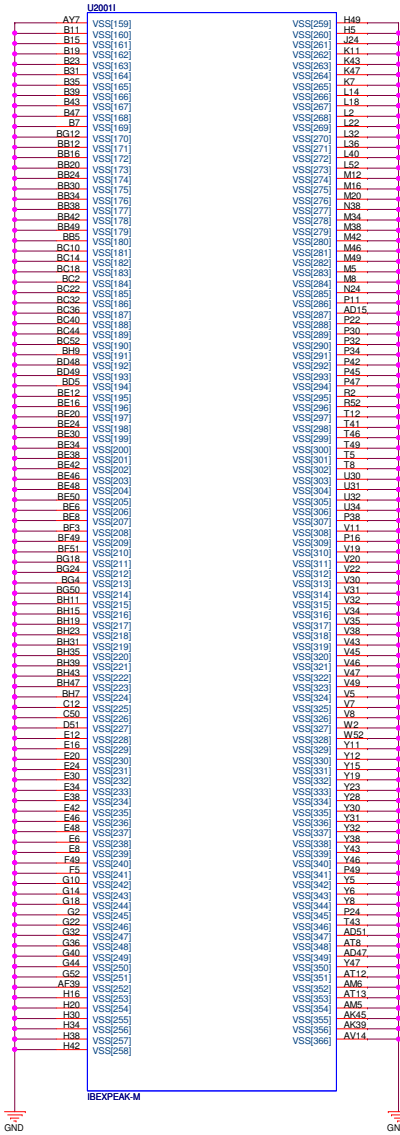 U2001I
AY7 VSS[159] VSS[259] H49
B11 VSS[160] VSS[260] H5
B15 VSS[161] VSS[261] J24
B19 VSS[162] VSS[262] K11
B23 VSS[163] VSS[263] K43
B31 VSS[164] VSS[264] K47
B35 VSS[165] VSS[265] K7
B39 VSS[166] VSS[266] L14
B43 VSS[167] VSS[267] L18
B47 VSS[168] VSS[268] L2
B7 VSS[169] VSS[269] L22
BG12 VSS[170] VSS[270] L32
BB12 VSS[171] VSS[271] L36
BB16 VSS[172] VSS[272] L40
BB20 VSS[173] VSS[273] L52
BB24 VSS[174] VSS[274] M12
BB30 VSS[175] VSS[275] M16
BB34 VSS[176] VSS[276] M20
BB38 VSS[177] VSS[277] N38
BB42 VSS[178] VSS[278] M34
BB49 VSS[179] VSS[279] M38
BB5 VSS[180] VSS[280] M42
BC10 VSS[181] VSS[281] M46
BC14 VSS[182] VSS[282] M49
BC18 VSS[183] VSS[283] M5
BC2 VSS[184] VSS[284] M8
BC22 VSS[185] VSS[285] N24
BC32 VSS[186] VSS[286] P11
BC36 VSS[187] VSS[287] AD15
BC40 VSS[188] VSS[288] P22
BC44 VSS[189] VSS[289] P30
BC52 VSS[190] VSS[290] P32
BH9 VSS[191] VSS[291] P34
BD48 VSS[192] VSS[292] P42
BD49 VSS[193] VSS[293] P45
BD5 VSS[194] VSS[294] P47
BE12 VSS[195] VSS[295] R2
BE16 VSS[196] VSS[296] R52
BE20 VSS[197] VSS[297] T12
BE24 VSS[198] VSS[298] T41
BE30 VSS[199] VSS[299] T46
BE34 VSS[200] VSS[300] T49
BE38 VSS[201] VSS[301] T5
BE42 VSS[202] VSS[302] T8
BE46 VSS[203] VSS[303] U30
BE48 VSS[204] VSS[304] U31
BE50 VSS[205] VSS[305] U32
BE6 VSS[206] VSS[306] U34
BE8 VSS[207] VSS[307] P38
BF3 VSS[208] VSS[308] V11
BF49 VSS[209] VSS[309] P16
BF51 VSS[210] VSS[310] V19
BG18 VSS[211] VSS[311] V20
BG24 VSS[212] VSS[312] V22
BG4 VSS[213] VSS[313] V30
BG50 VSS[214] VSS[314] V31
BH11 VSS[215] VSS[315] V32
BH15 VSS[216] VSS[316] V34
BH19 VSS[217] VSS[317] V35
BH23 VSS[218] VSS[318] V38
BH31 VSS[219] VSS[319] V43
BH35 VSS[220] VSS[320] V45
BH39 VSS[221] VSS[321] V46
BH43 VSS[222] VSS[322] V47
BH47 VSS[223] VSS[323] V49
BH7 VSS[224] VSS[324] V5
C12 VSS[225] VSS[325] V7
C50 VSS[226] VSS[326] V8
D51 VSS[227] VSS[327] W2
E12 VSS[228] VSS[328] W52
E16 VSS[229] VSS[329] Y11
E20 VSS[230] VSS[330] Y12
E24 VSS[231] VSS[331] Y15
E30 VSS[232] VSS[332] Y19
E34 VSS[233] VSS[333] Y23
E38 VSS[234] VSS[334] Y28
E42 VSS[235] VSS[335] Y30
E46 VSS[236] VSS[336] Y31
E48 VSS[237] VSS[337] Y32
E6 VSS[238] VSS[338] Y38
E8 VSS[239] VSS[339] Y43
F49 VSS[240] VSS[340] Y46
F5 VSS[241] VSS[341] P49
G10 VSS[242] VSS[342] Y5
G14 VSS[243] VSS[343] Y6
G18 VSS[244] VSS[344] Y8
G2 VSS[245] VSS[345] P24
G22 VSS[246] VSS[346] T43
G32 VSS[247] VSS[347] AD51
G36 VSS[248] VSS[348] AT8
G40 VSS[249] VSS[349] AD47
G44 VSS[250] VSS[350] Y47
G52 VSS[251] VSS[351] AT12
AF39 VSS[252] VSS[352] AM6
H16 VSS[253] VSS[353] AT13
H20 VSS[254] VSS[354] AM5
H30 VSS[255] VSS[355] AK45
H34 VSS[256] VSS[356] AK39
H38 VSS[257] VSS[366] AV14
H42 VSS[258]
IBEXPEAK-M
GND GN